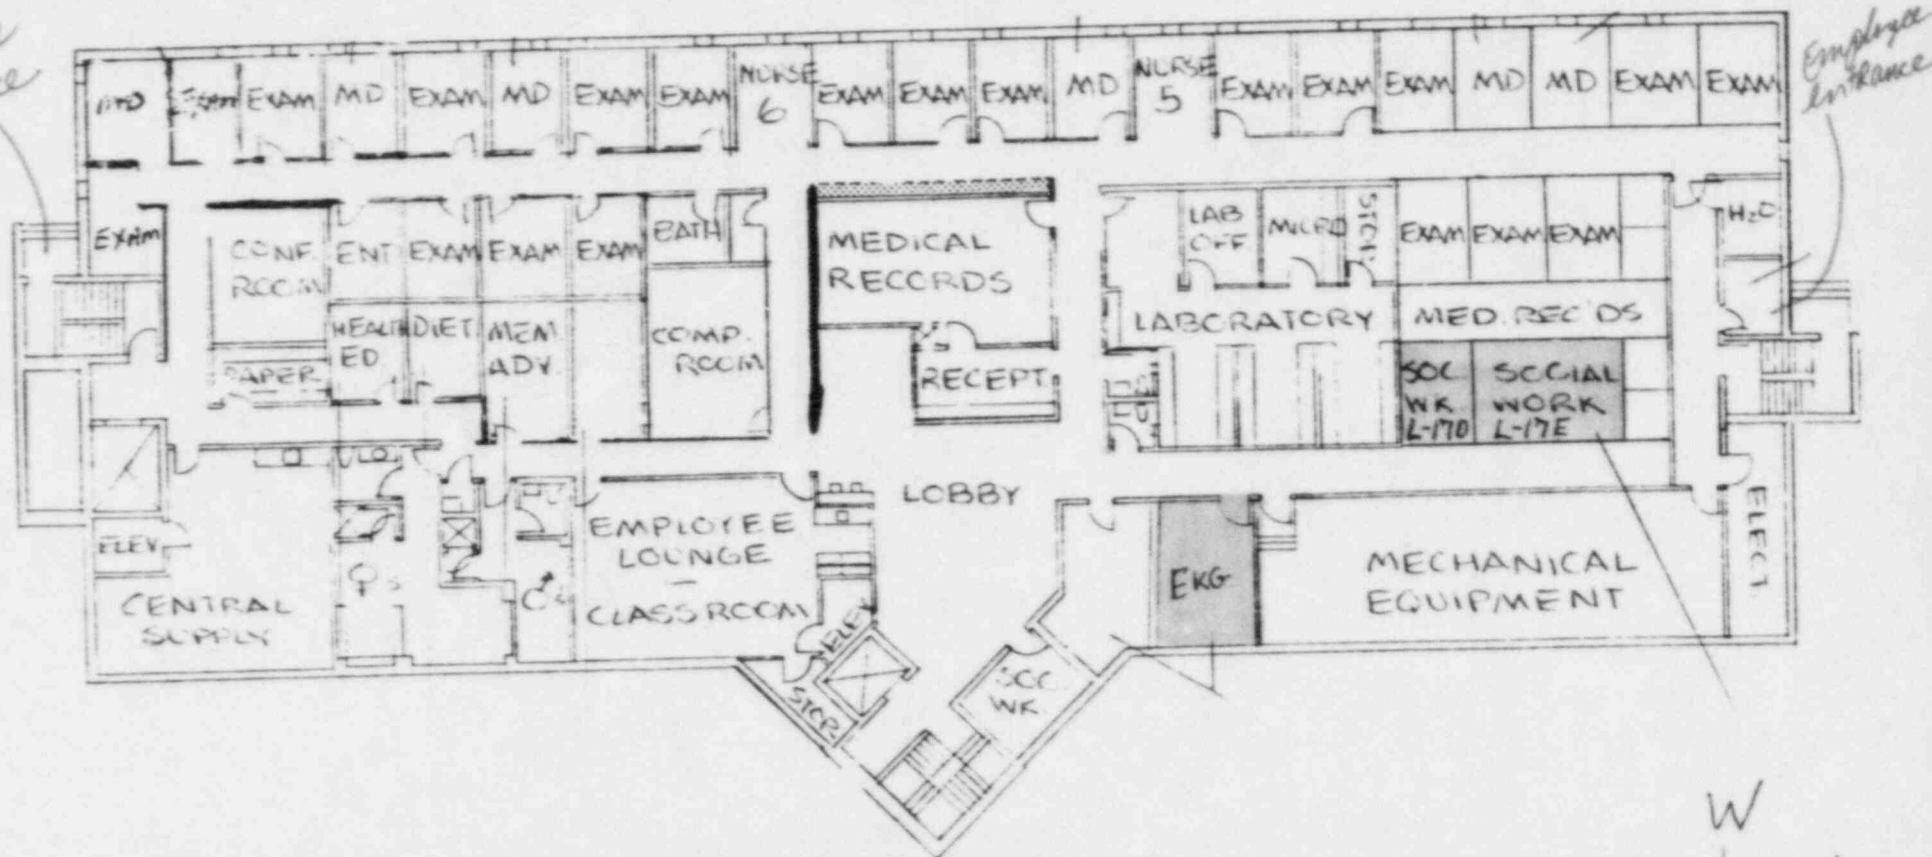 Employee
entrance
MD
EXAM
EXAM
MD
EXAM
MD
EXAM
EXAM
NURSE
6
EXAM
EXAM
EXAM
MD
NURSE
5
EXAM
EXAM
EXAM
MD
MD
EXAM
EXAM
EXAM
CONF.
ROOM
ENT
EXAM
EXAM
EXAM
BATH
MEDICAL
RECORDS
LAB
OFF.
MICRO
STOR
EXAM
EXAM
EXAM
H2O
HEALTH
ED.
DIET
MEM.
ADV.
COMP.
ROOM
LABORATORY
MED. REC'DS
PAPER
RECEPT.
SOC
WK.
L-17D
SOCIAL
WORK
L-17E
LOBBY
ELECT
ELEV
EMPLOYEE
LOUNGE
—
CLASSROOM
♀s
♂s
EKG
MECHANICAL
EQUIPMENT
CENTRAL
SUPPLY
ELEV
STOR
SOC
WK.
W